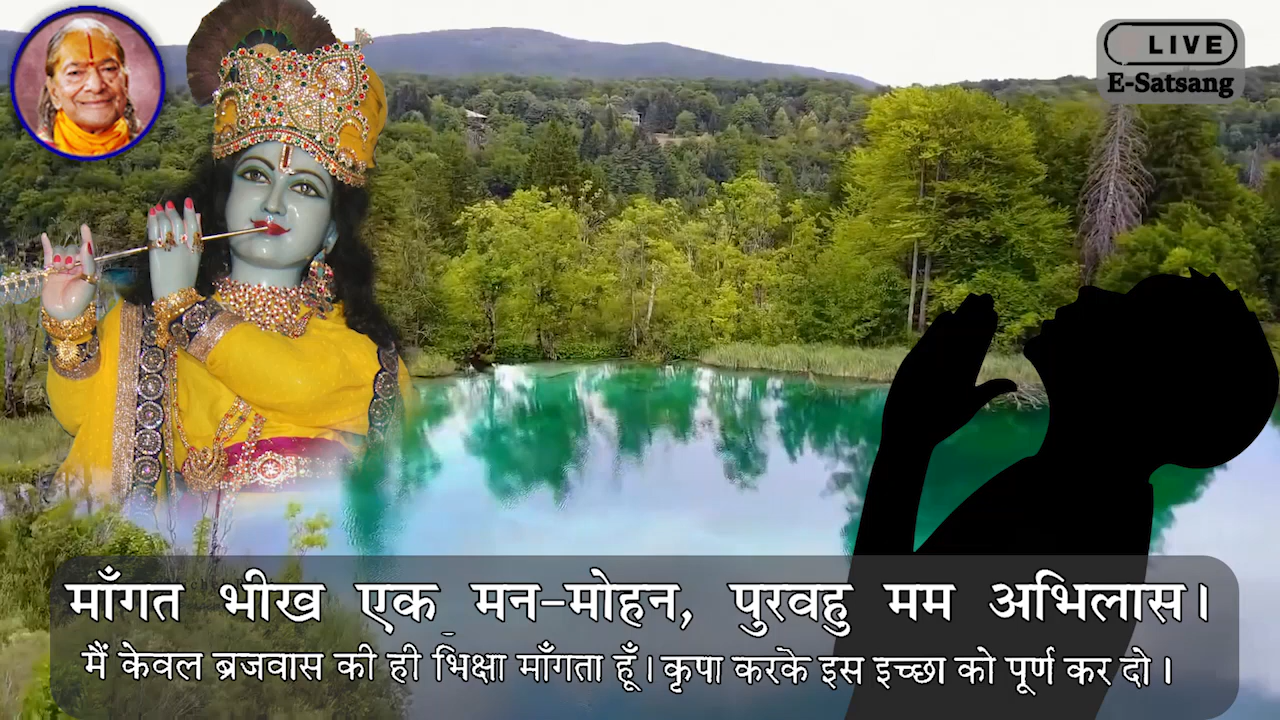 LIVE
E-Satsang
माँगत भीख एक मन-मोहन, पुरवहु मम अभिलास।
मैं केवल ब्रजवास की ही भिक्षा माँगता हूँ। कृपा करके इस इच्छा को पूर्ण कर दो।